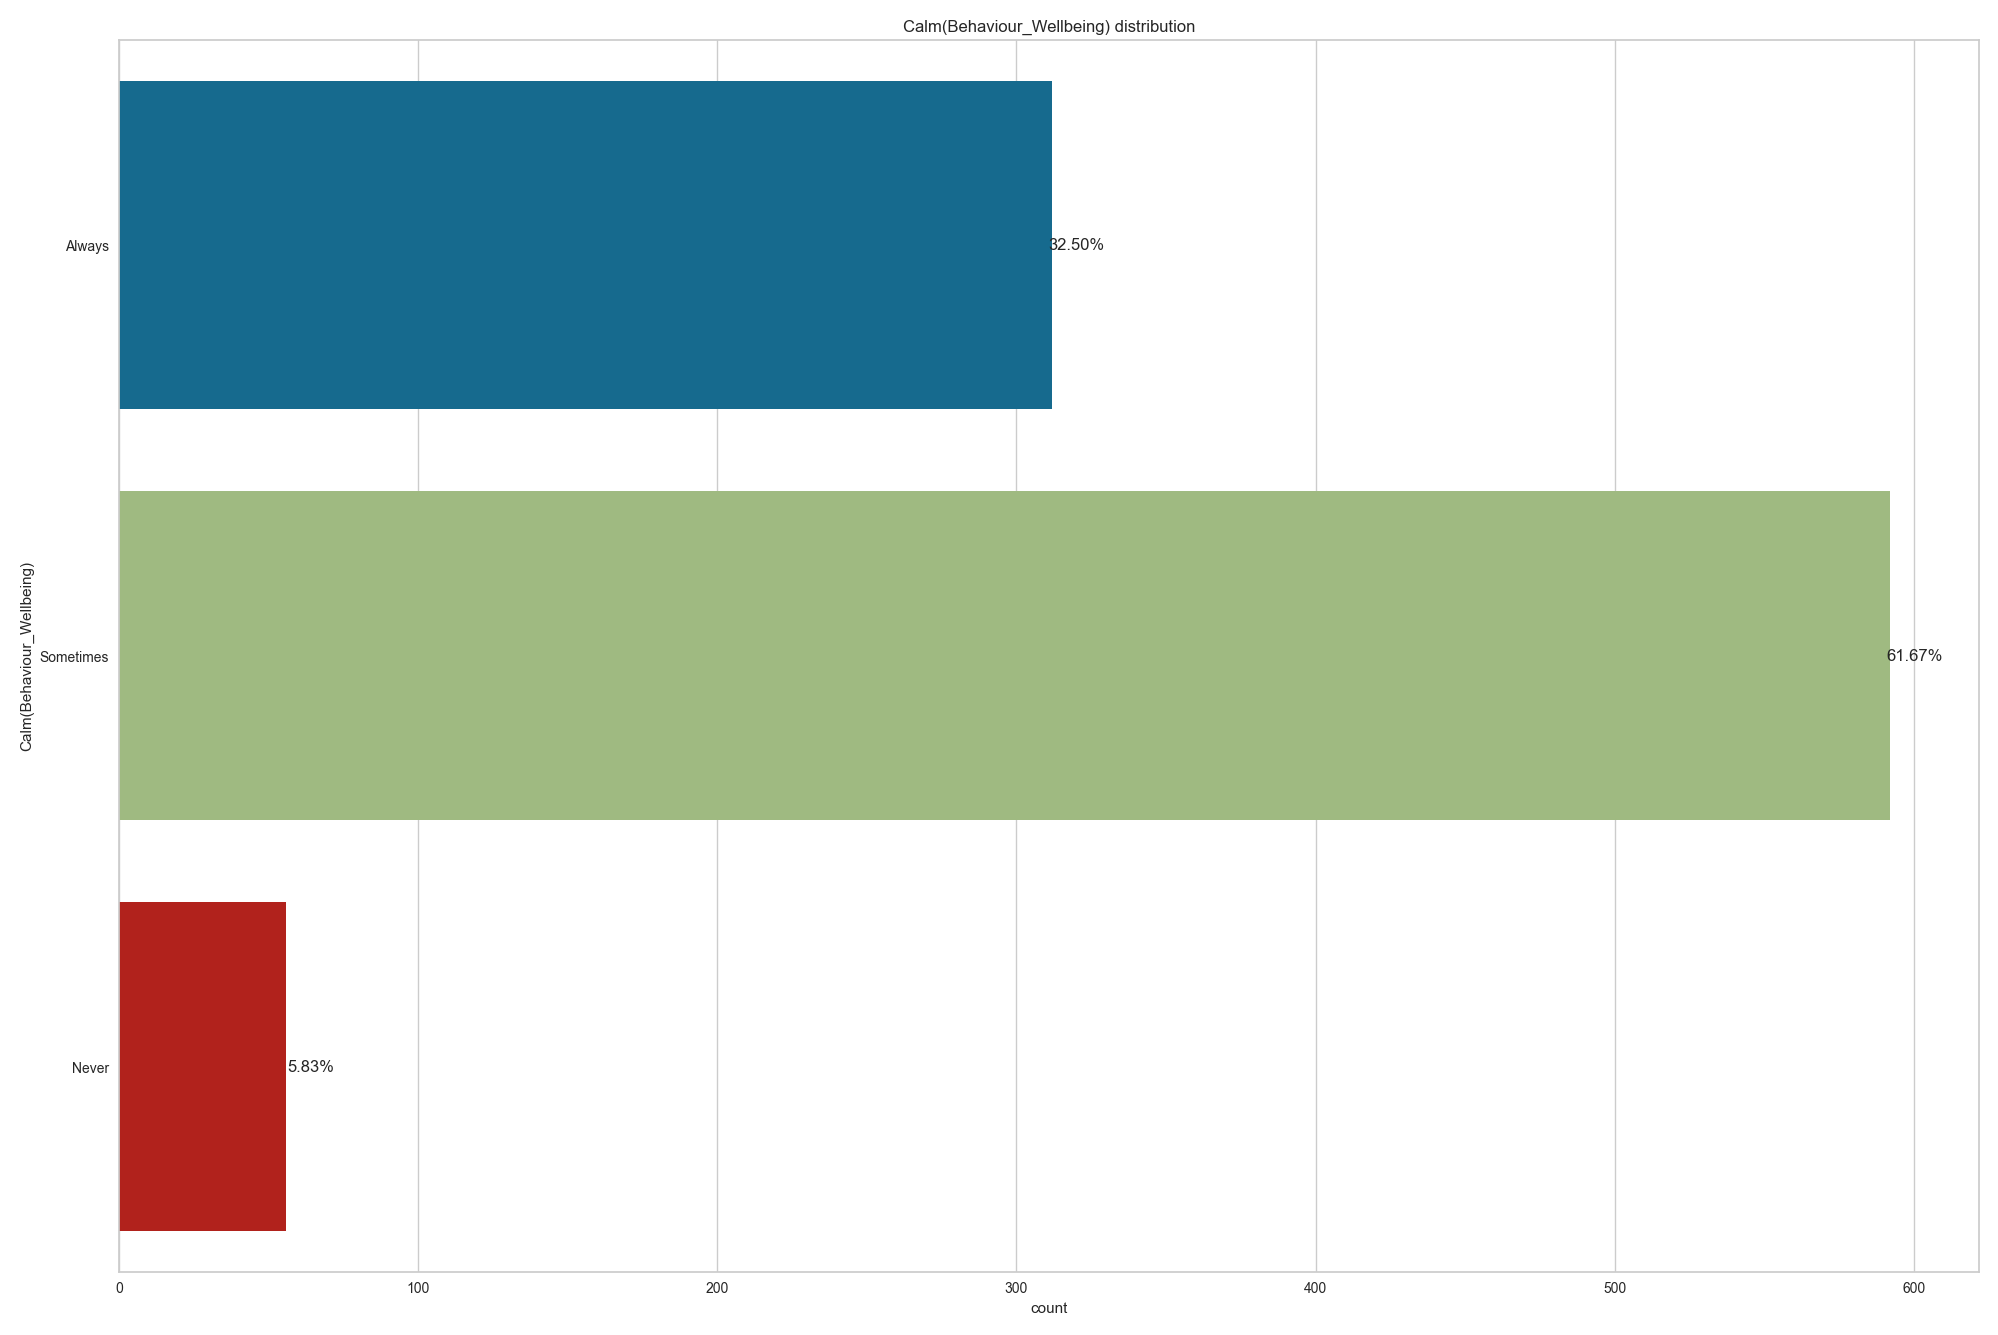 Calm(Behaviour_Wellbeing) distribution
Calm(Behaviour_Wellbeing)
Always
32.50%
Sometimes
61.67%
Never
5.83%
0 100 200 300 400 500 600
count